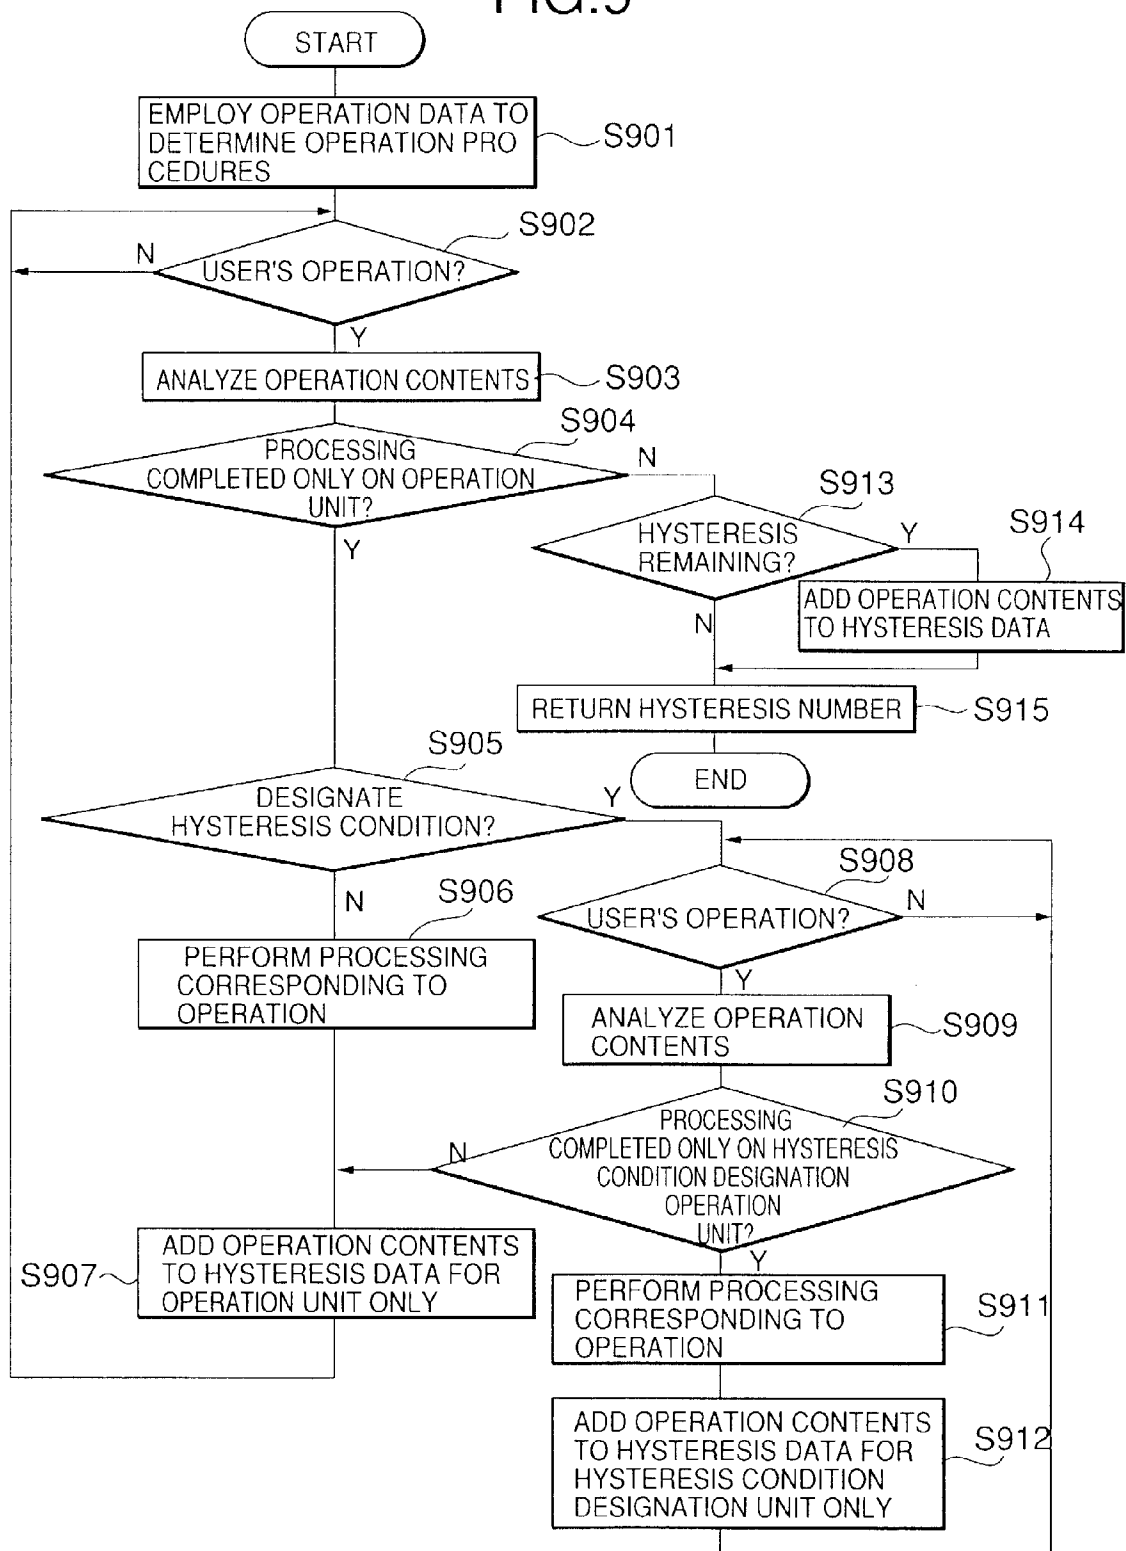 START
EMPLOY OPERATION DATA TO
DETERMINE OPERATION PRO
CEDURES
S901
S902
N
USER'S OPERATION?
Y
ANALYZE OPERATION CONTENTS
S903
S904
PROCESSING
COMPLETED ONLY ON OPERATION
UNIT?
N
Y
S913
HYSTERESIS
REMAINING?
Y
N
S914
ADD OPERATION CONTENTS
TO HYSTERESIS DATA
RETURN HYSTERESIS NUMBER
S915
END
S905
DESIGNATE
HYSTERESIS CONDITION?
Y
N
S906
PERFORM PROCESSING
CORRESPONDING TO
OPERATION
S908
USER'S OPERATION?
N
Y
ANALYZE OPERATION
CONTENTS
S909
S910
PROCESSING
COMPLETED ONLY ON HYSTERESIS
CONDITION DESIGNATION
OPERATION
UNIT?
N
Y
S907
ADD OPERATION CONTENTS
TO HYSTERESIS DATA FOR
OPERATION UNIT ONLY
PERFORM PROCESSING
CORRESPONDING TO
OPERATION
S911
ADD OPERATION CONTENTS
TO HYSTERESIS DATA FOR
HYSTERESIS CONDITION
DESIGNATION UNIT ONLY
S912